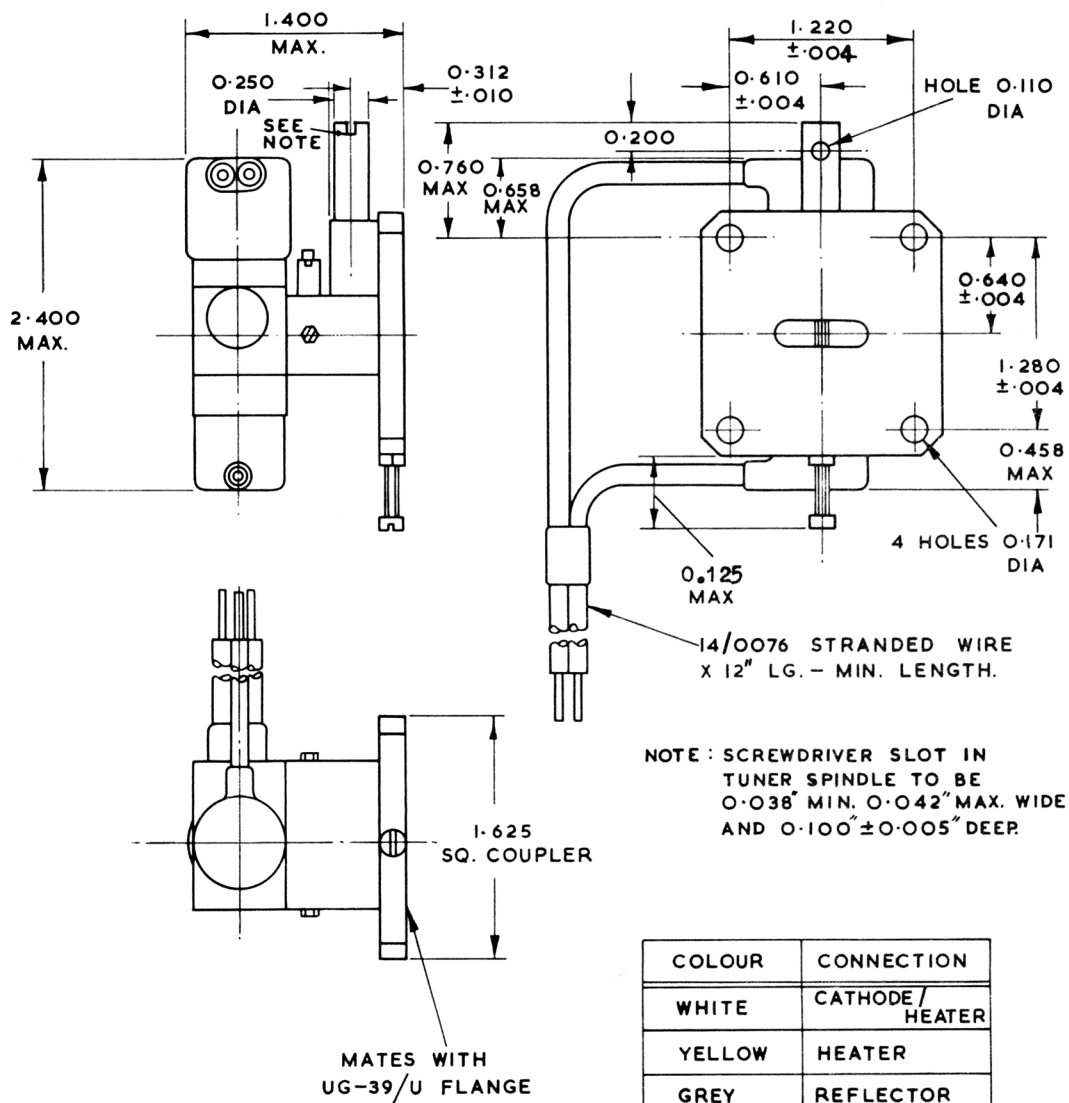 1·400
MAX.
0·250
DIA
0·312
±·010
SEE
NOTE
2·400
MAX.
1·220
±·004
0·610
±·004
HOLE 0·110
DIA
0·200
0·760
MAX
0·658
MAX
0·640
±·004
1·280
±·004
0·458
MAX
4 HOLES 0·171
DIA
0.125
MAX
14/0076 STRANDED WIRE
X 12" LG. – MIN. LENGTH.
1·625
SQ. COUPLER
NOTE : SCREWDRIVER SLOT IN
TUNER SPINDLE TO BE
0·038" MIN. 0·042" MAX. WIDE
AND 0·100" ±0·005" DEEP.
MATES WITH
UG-39/U FLANGE
COLOUR CONNECTION
WHITE CATHODE/
HEATER
YELLOW HEATER
GREY REFLECTOR